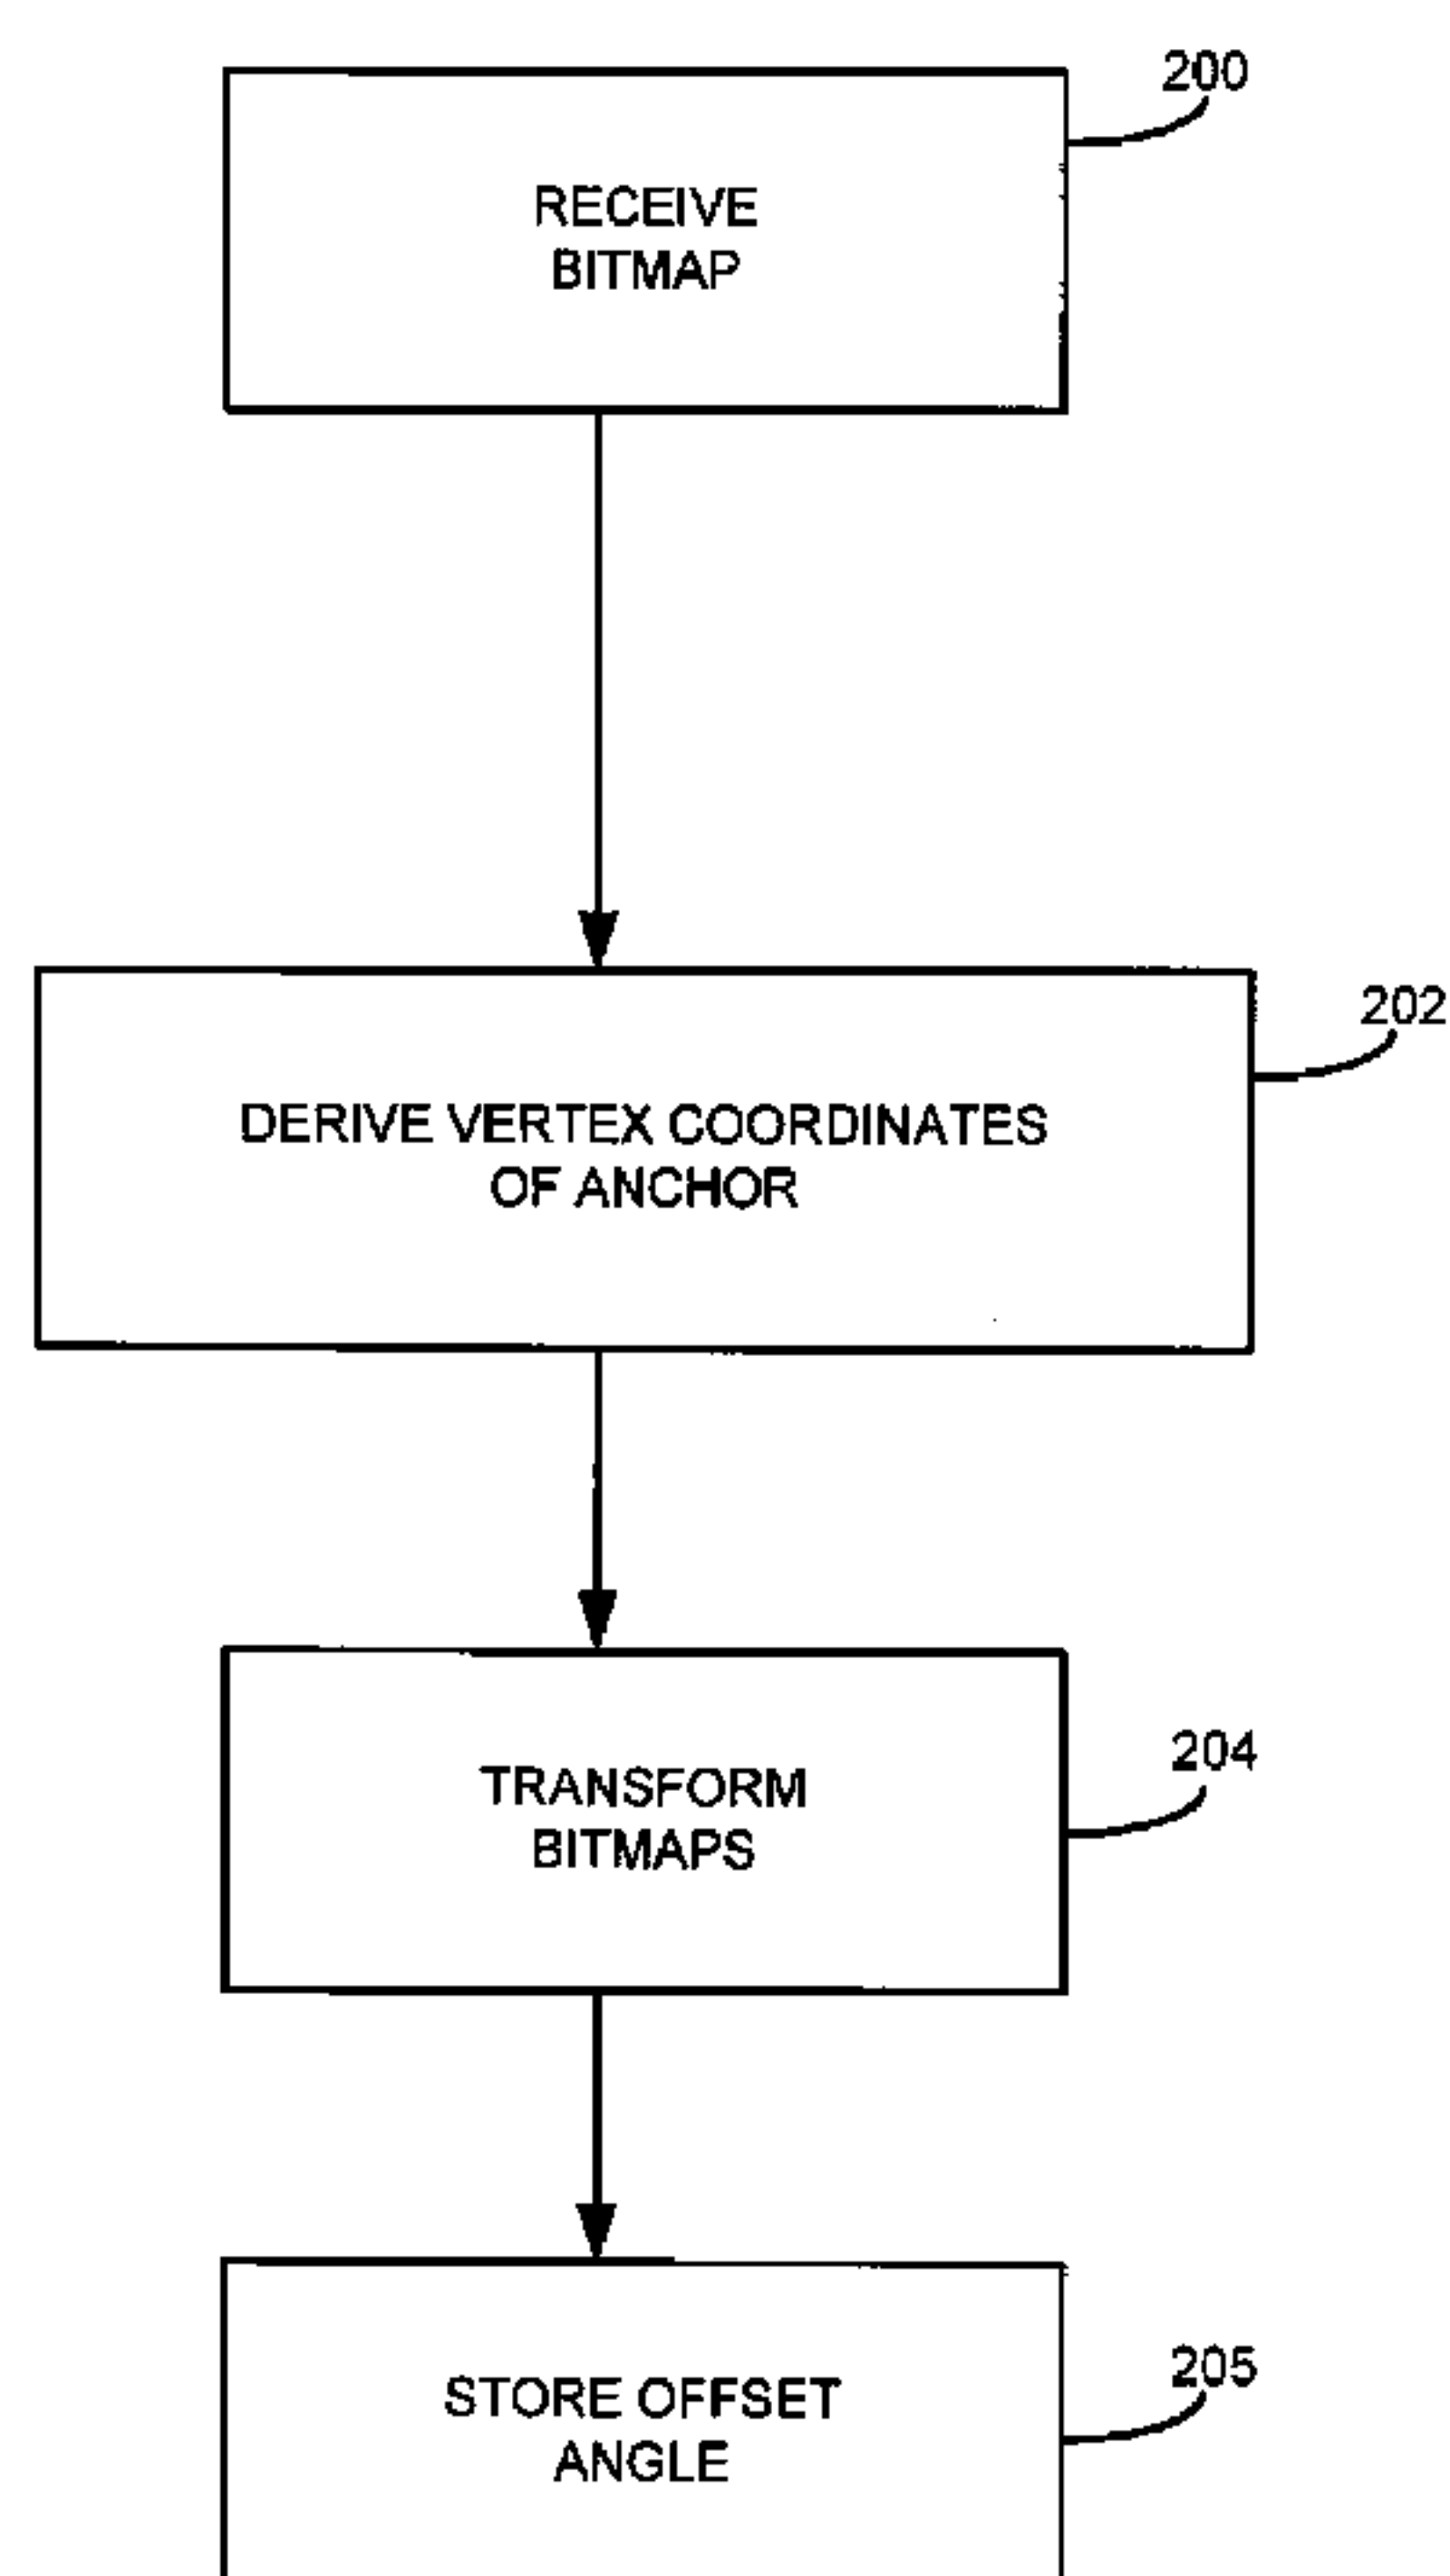 200
RECEIVE
BITMAP
202
DERIVE VERTEX COORDINATES
OF ANCHOR
204
TRANSFORM
BITMAPS
205
STORE OFFSET
ANGLE